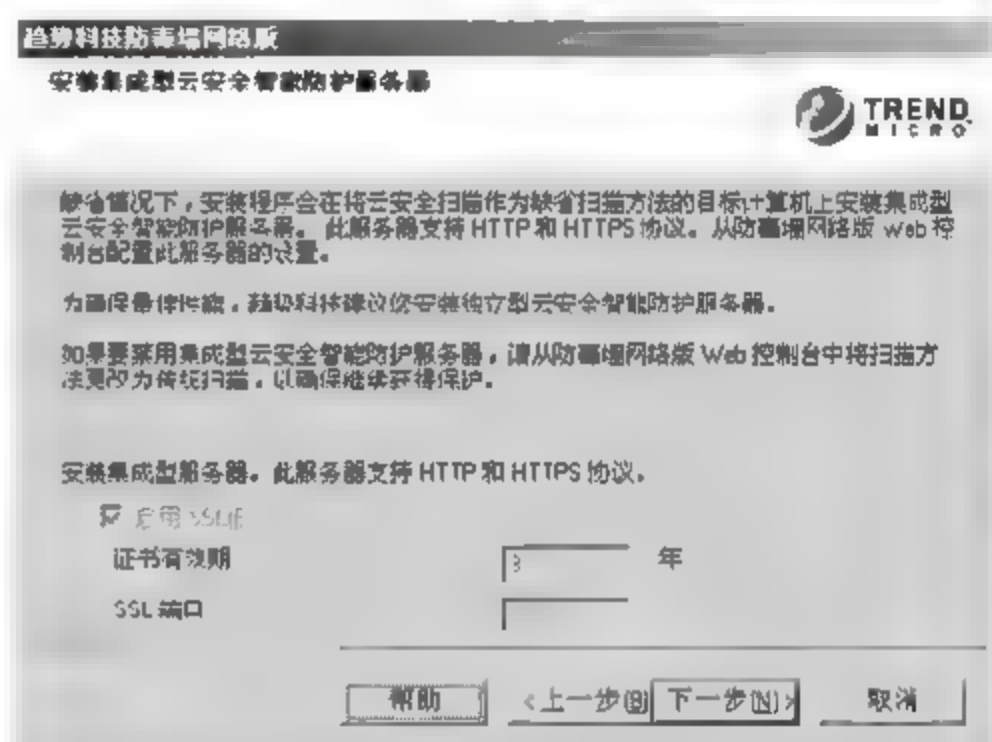 趋势科技防毒墙网络版
安装集成型云安全智能防护服务器
TREND
MICRO
缺省情况下，安装程序会在将云安全扫描作为缺省扫描方法的目标计算机上安装集成型
云安全智能防护服务器。 此服务器支持 HTTP 和 HTTPS 协议。从防毒墙网络版 Web 控
制台配置此服务器的设置。
为确保最佳性能，趋势科技建议您安装独立型云安全智能防护服务器。
如果要禁用集成型云安全智能防护服务器，请从防毒墙网络版 Web 控制台中将扫描方
法更改为传统扫描，以确保继续获得保护。
安装集成型服务器。此服务器支持 HTTP 和 HTTPS 协议。
启用 SSL
证书有效期 3 年
SSL 端口
帮助 <上一步(B) 下一步(N)> 取消